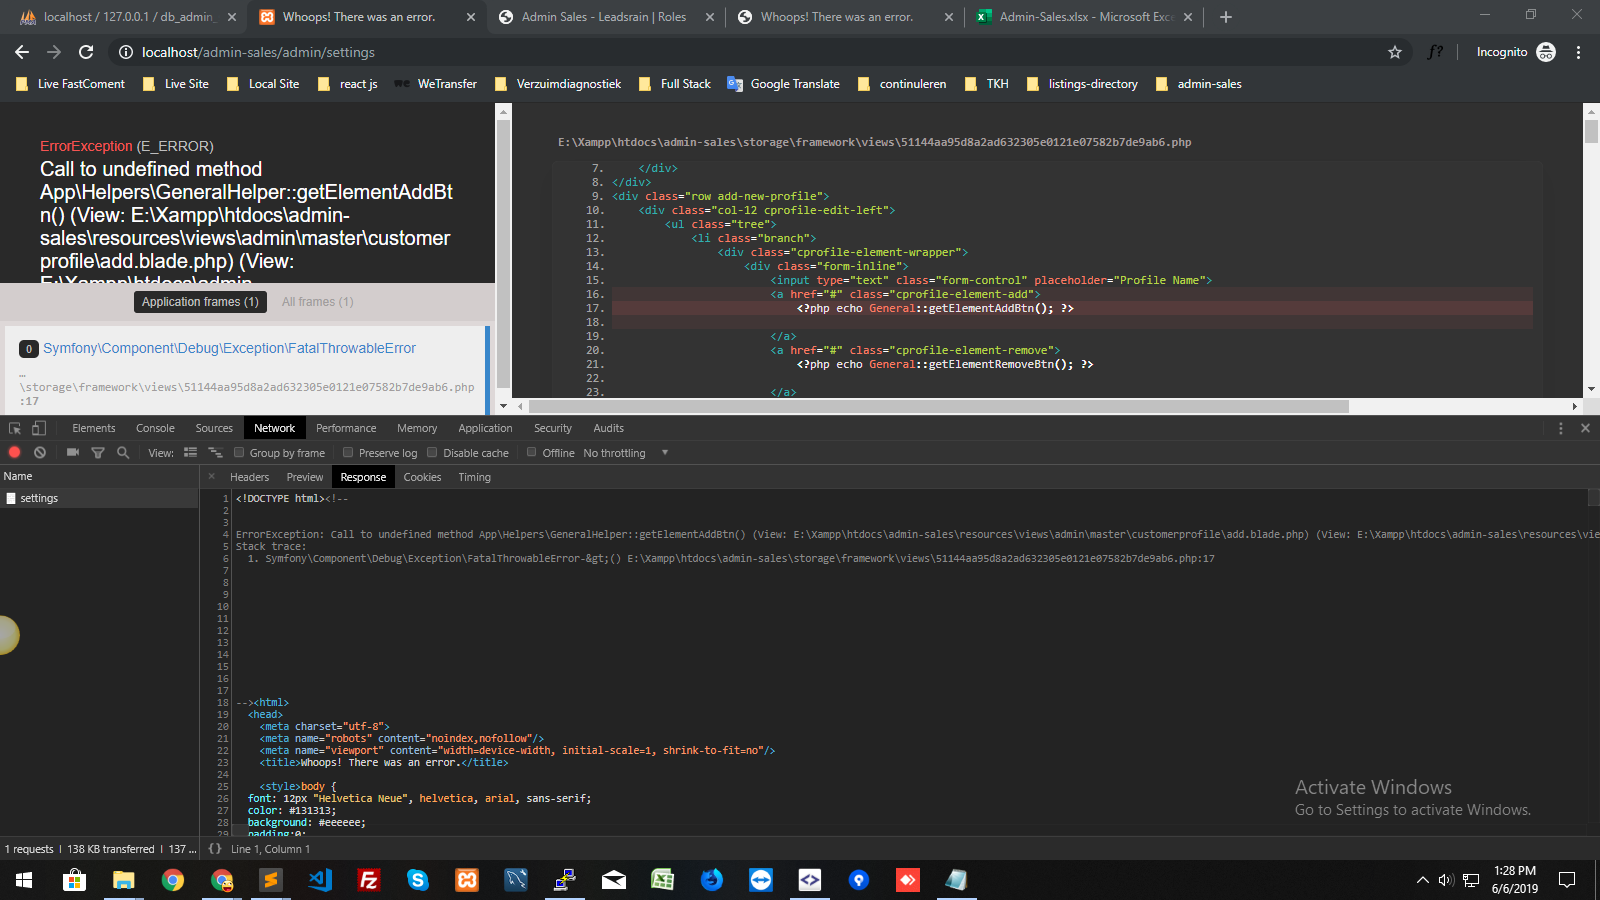 localhost / 127.0.0.1 / db_admin_
Whoops! There was an error.
Admin Sales - Leadsrain | Roles
Whoops! There was an error.
Admin-Sales.xlsx - Microsoft Exce
localhost/admin-sales/admin/settings
f?
Incognito
Live FastComent
Live Site
Local Site
react js
we WeTransfer
Verzuimdiagnostiek
Full Stack
Google Translate
continuleren
TKH
listings-directory
admin-sales
ErrorException (E_ERROR)
Call to undefined method
App\Helpers\GeneralHelper::getElementAddBt
n() (View: E:\Xampp\htdocs\admin-
sales\resources\views\admin\master\customer
profile\add.blade.php) (View:
E:\Xampp\htdocs\admin-
Application frames (1)
All frames (1)
0 Symfony\Component\Debug\Exception\FatalThrowableError
…
\storage\framework\views\51144aa95d8a2ad632305e0121e07582b7de9ab6.php
:17
E:\Xampp\htdocs\admin-sales\storage\framework\views\51144aa95d8a2ad632305e0121e07582b7de9ab6.php
7. </div>
8. </div>
9. <div class="row add-new-profile">
10. <div class="col-12 cprofile-edit-left">
11. <ul class="tree">
12. <li class="branch">
13. <div class="cprofile-element-wrapper">
14. <div class="form-inline">
15. <input type="text" class="form-control" placeholder="Profile Name">
16. <a href="#" class="cprofile-element-add">
17. <?php echo General::getElementAddBtn(); ?>
18.
19. </a>
20. <a href="#" class="cprofile-element-remove">
21. <?php echo General::getElementRemoveBtn(); ?>
22.
23. </a>
Elements Console Sources Network Performance Memory Application Security Audits
View: Group by frame Preserve log Disable cache Offline No throttling
Name
settings
Headers Preview Response Cookies Timing
1 <!DOCTYPE html><!--
2
3
4 ErrorException: Call to undefined method App\Helpers\GeneralHelper::getElementAddBtn() (View: E:\Xampp\htdocs\admin-sales\resources\views\admin\master\customerprofile\add.blade.php) (View: E:\Xampp\htdocs\admin-sales\resources\vie
5 Stack trace:
6 1. Symfony\Component\Debug\Exception\FatalThrowableError-&gt;() E:\Xampp\htdocs\admin-sales\storage\framework\views\51144aa95d8a2ad632305e0121e07582b7de9ab6.php:17
7
8
9
10
11
12
13
14
15
16
17
18 --><html>
19 <head>
20 <meta charset="utf-8">
21 <meta name="robots" content="noindex,nofollow"/>
22 <meta name="viewport" content="width=device-width, initial-scale=1, shrink-to-fit=no"/>
23 <title>Whoops! There was an error.</title>
24
25 <style>body {
26 font: 12px "Helvetica Neue", helvetica, arial, sans-serif;
27 color: #131313;
28 background: #eeeeee;
29 padding:0;
Activate Windows
Go to Settings to activate Windows.
1 requests | 138 KB transferred | 137 ...
{} Line 1, Column 1
1:28 PM
6/6/2019